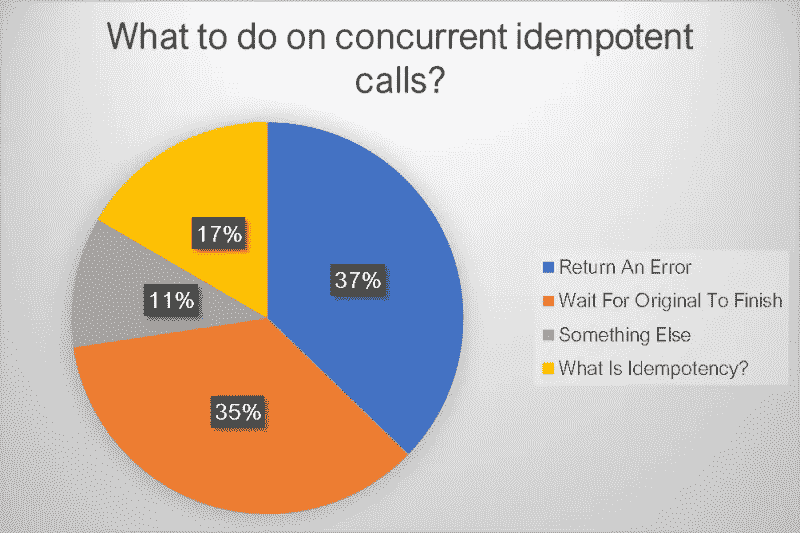 What to do on concurrent idempotent
calls?
17%
37%
11%
35%
Return An Error
Wait For Original To Finish
Something Else
What Is Idempotency?